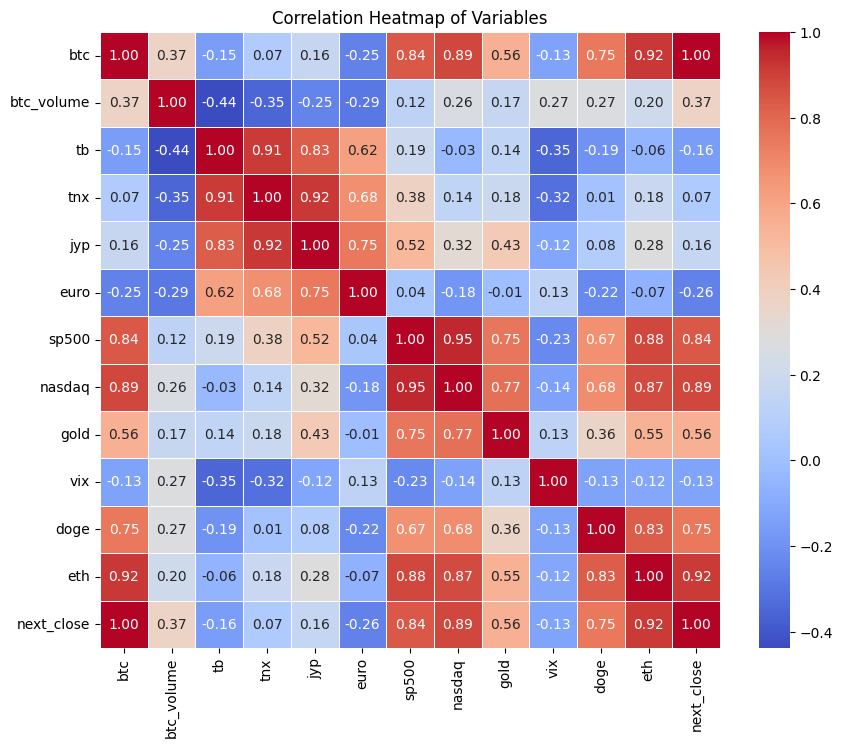 Correlation Heatmap of Variables
btc 1.00 0.37 -0.15 0.07 0.16 -0.25 0.84 0.89 0.56 -0.13 0.75 0.92 1.00
btc_volume 0.37 1.00 -0.44 -0.35 -0.25 -0.29 0.12 0.26 0.17 0.27 0.27 0.20 0.37
tb -0.15 -0.44 1.00 0.91 0.83 0.62 0.19 -0.03 0.14 -0.35 -0.19 -0.06 -0.16
tnx 0.07 -0.35 0.91 1.00 0.92 0.68 0.38 0.14 0.18 -0.32 0.01 0.18 0.07
jyp 0.16 -0.25 0.83 0.92 1.00 0.75 0.52 0.32 0.43 -0.12 0.08 0.28 0.16
euro -0.25 -0.29 0.62 0.68 0.75 1.00 0.04 -0.18 -0.01 0.13 -0.22 -0.07 -0.26
sp500 0.84 0.12 0.19 0.38 0.52 0.04 1.00 0.95 0.75 -0.23 0.67 0.88 0.84
nasdaq 0.89 0.26 -0.03 0.14 0.32 -0.18 0.95 1.00 0.77 -0.14 0.68 0.87 0.89
gold 0.56 0.17 0.14 0.18 0.43 -0.01 0.75 0.77 1.00 0.13 0.36 0.55 0.56
vix -0.13 0.27 -0.35 -0.32 -0.12 0.13 -0.23 -0.14 0.13 1.00 -0.13 -0.12 -0.13
doge 0.75 0.27 -0.19 0.01 0.08 -0.22 0.67 0.68 0.36 -0.13 1.00 0.83 0.75
eth 0.92 0.20 -0.06 0.18 0.28 -0.07 0.88 0.87 0.55 -0.12 0.83 1.00 0.92
next_close 1.00 0.37 -0.16 0.07 0.16 -0.26 0.84 0.89 0.56 -0.13 0.75 0.92 1.00
btc btc_volume tb tnx jyp euro sp500 nasdaq gold vix doge eth next_close
1.0
0.8
0.6
0.4
0.2
0.0
−0.2
−0.4